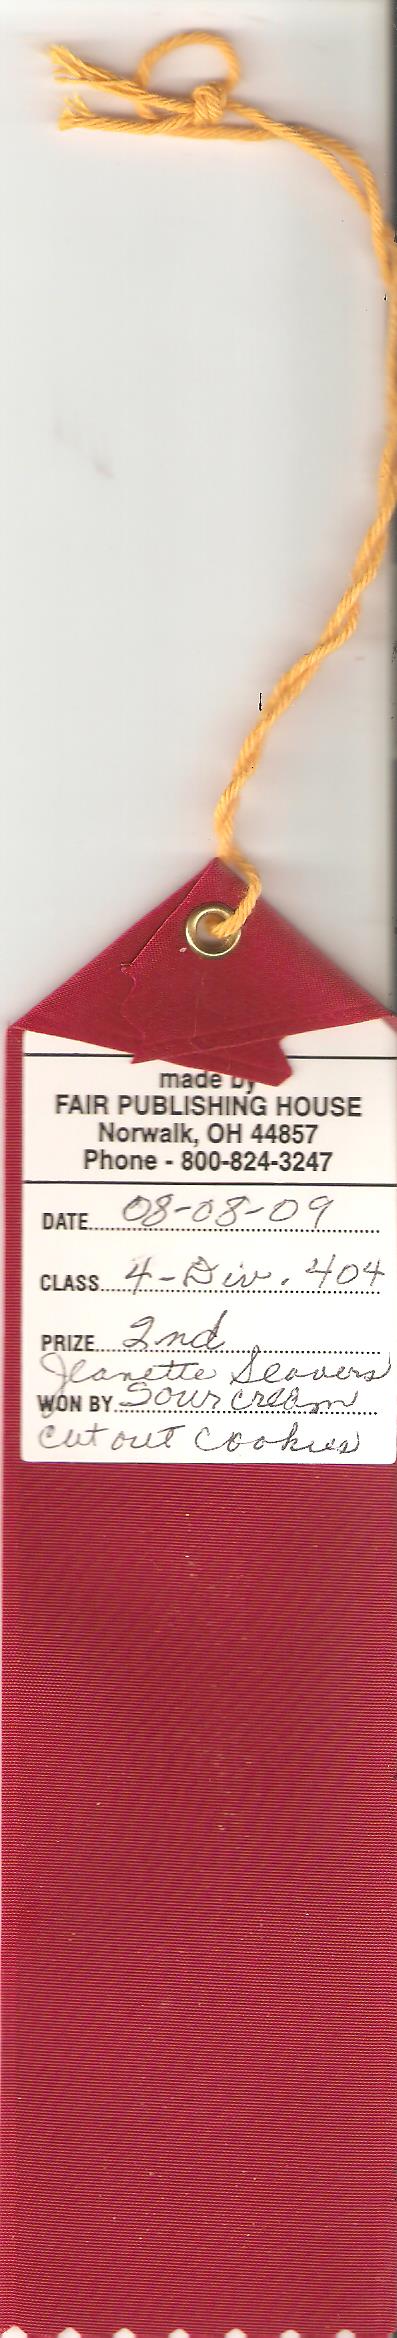 made by
FAIR PUBLISHING HOUSE
Norwalk, OH 44857
Phone - 800-824-3247
DATE 08-08-09
CLASS 4-Div. 404
PRIZE 2nd
Jeanette Seavers
WON BY Sour cream
cut out cookies